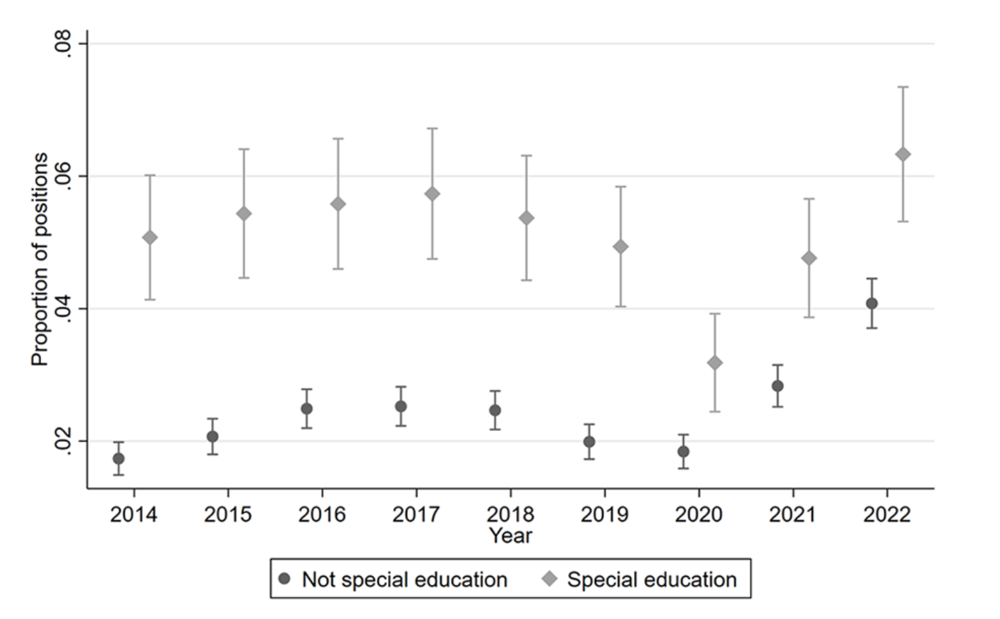 .08
.06
.04
.02
Proportion of positions
2014 2015 2016 2017 2018 2019 2020 2021 2022
Year
Not special education Special education